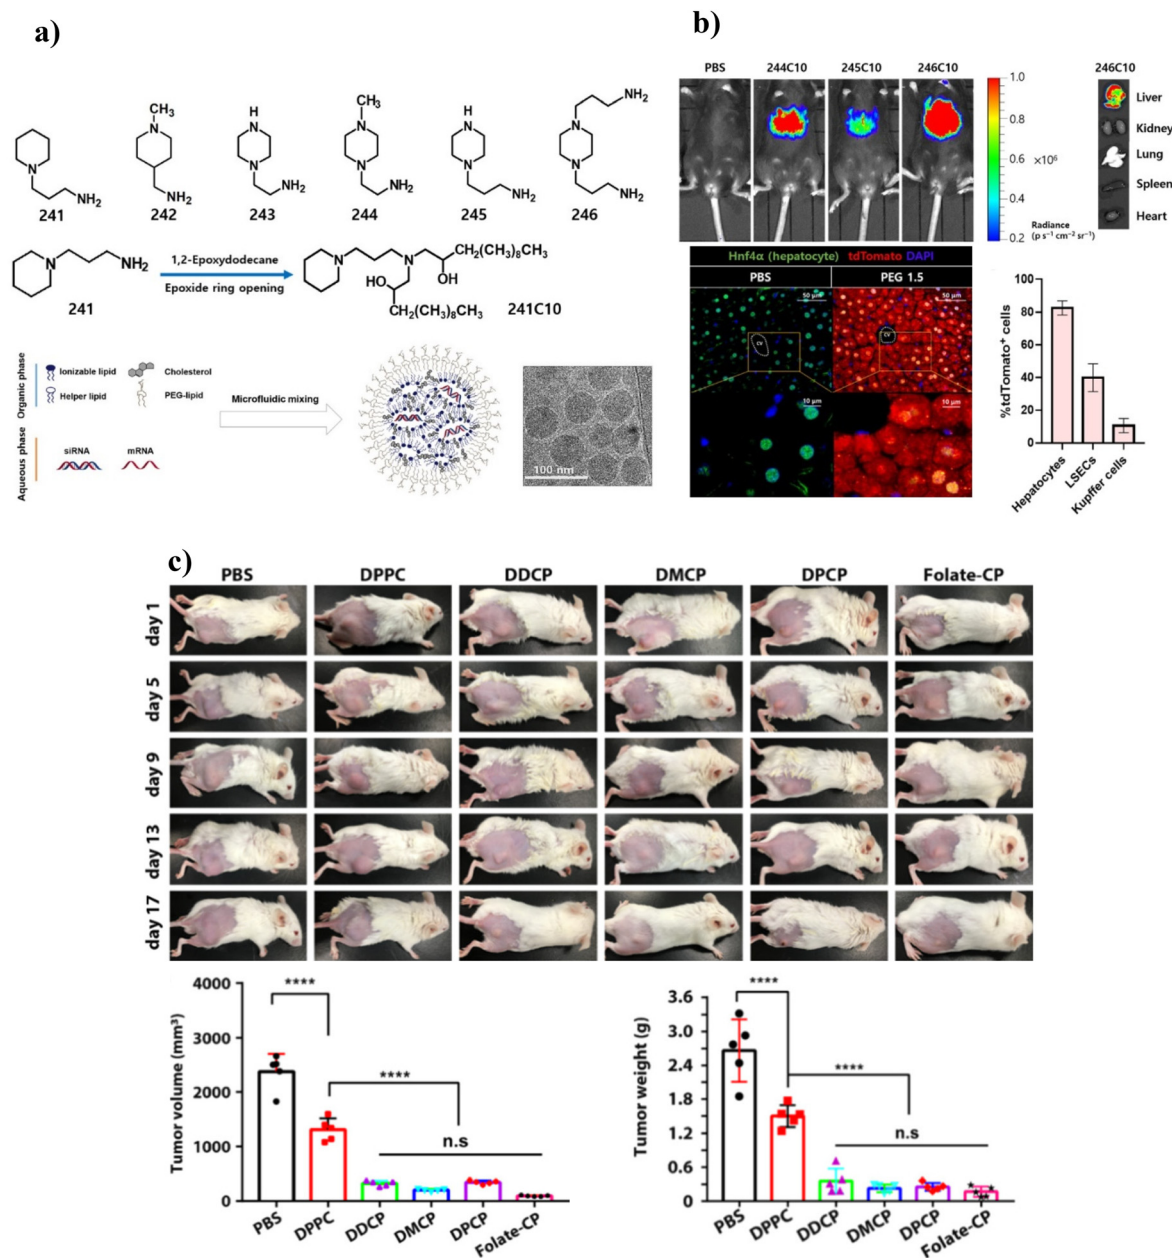 a)
CH₃
H
CH₃
H
NH₂
N
N
N
N
N
N
N
N
N
N
N
NH₂
NH₂
NH₂
NH₂
NH₂
NH₂
241
242
243
244
245
246
N
NH₂
241
1,2-Epoxydodecane
Epoxide ring opening
N
N
CH₂(CH₂)₈CH₃
OH
HO
CH₂(CH₂)₈CH₃
241C10
Organic phase
Ionizable lipid
Cholesterol
Helper lipid
PEG-lipid
Aqueous phase
siRNA
mRNA
Microfluidic mixing
100 nm
b)
PBS
244C10
245C10
246C10
1.0
0.8
0.6
0.4
0.2
×10⁶
Radiance
(p s⁻¹ cm⁻² sr⁻¹)
246C10
Liver
Kidney
Lung
Spleen
Heart
Hnf4α (hepatocyte) tdTomato DAPI
PBS
PEG 1.5
50 µm
50 µm
CV
CV
10 µm
10 µm
%tdTomato⁺ cells
100
80
60
40
20
0
Hepatocytes
LSECs
Kupffer cells
c)
PBS
DPPC
DDCP
DMCP
DPCP
Folate-CP
day 1
day 5
day 9
day 13
day 17
Tumor volume (mm³)
4000
3000
2000
1000
0
****
****
n.s
PBS
DPPC
DDCP
DMCP
DPCP
Folate-CP
Tumor weight (g)
3.6
3.0
2.4
1.8
1.2
0.6
0.0
****
****
n.s
PBS
DPPC
DDCP
DMCP
DPCP
Folate-CP